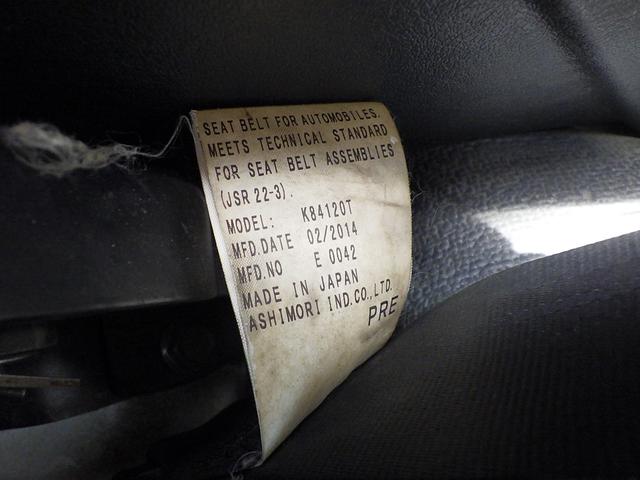 SEAT BELT FOR AUTOMOBILES.
MEETS TECHNICAL STANDARD
FOR SEAT BELT ASSEMBLIES
(JSR 22-3).
MODEL: K84120T
MFD.DATE 02/2014
MFD.NO E 0042
MADE IN JAPAN
ASHIMORI IND.CO.,LTD.
PRE